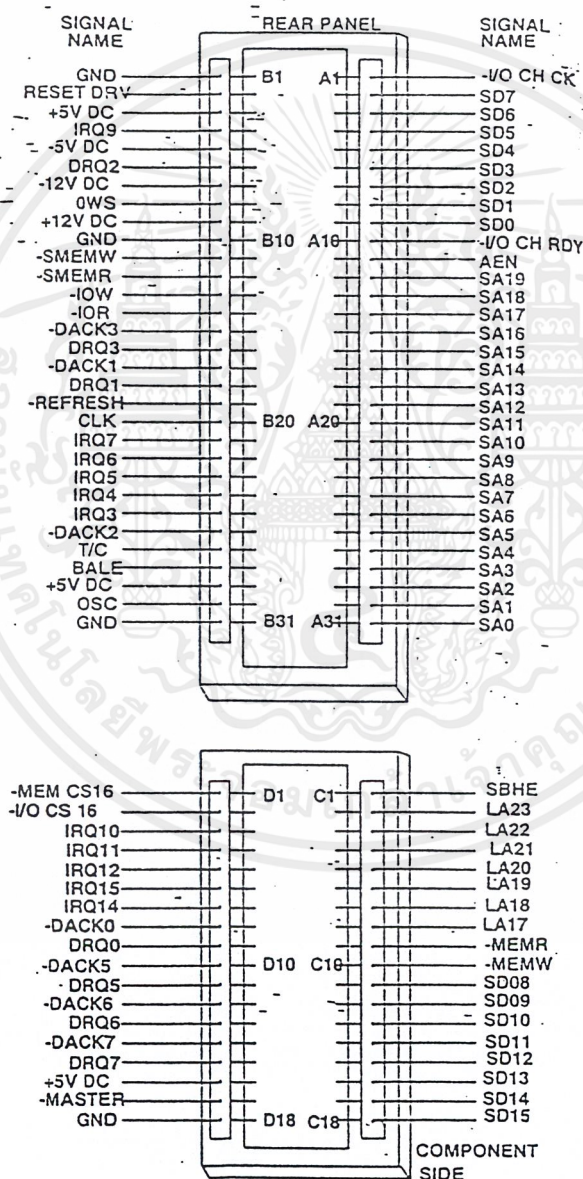 SIGNAL NAME REAR PANEL SIGNAL NAME
GND B1 A1 -I/O CH CK
RESET DRV SD7
+5V DC SD6
IRQ9 SD5
-5V DC SD4
DRQ2 SD3
-12V DC SD2
0WS SD1
+12V DC SD0
GND B10 A10 -I/O CH RDY
-SMEMW AEN
-SMEMR SA19
-IOW SA18
-IOR SA17
-DACK3 SA16
DRQ3 SA15
-DACK1 SA14
DRQ1 SA13
-REFRESH SA12
CLK B20 A20 SA11
IRQ7 SA10
IRQ6 SA9
IRQ5 SA8
IRQ4 SA7
IRQ3 SA6
-DACK2 SA5
T/C SA4
BALE SA3
+5V DC SA2
OSC SA1
GND B31 A31 SA0
-MEM CS16 D1 C1 SBHE
-I/O CS 16 LA23
IRQ10 LA22
IRQ11 LA21
IRQ12 LA20
IRQ15 LA19
IRQ14 LA18
-DACK0 LA17
DRQ0 -MEMR
-DACK5 D10 C10 -MEMW
DRQ5 SD08
-DACK6 SD09
DRQ6 SD10
-DACK7 SD11
DRQ7 SD12
+5V DC SD13
-MASTER SD14
GND D18 C18 SD15
COMPONENT
SIDE